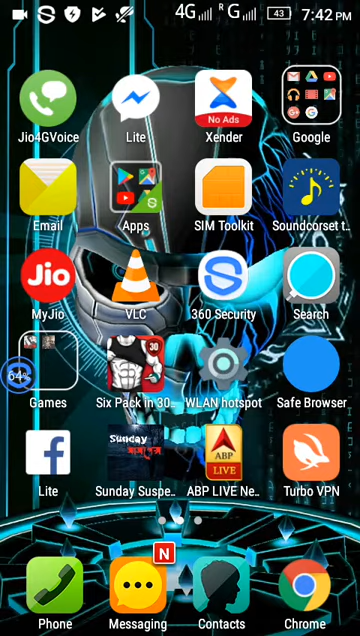 4G R G 43 7:42 PM
No Ads
Jio4GVoice Lite Xender Google
Email Apps SIM Toolkit Soundcorset t..
Jio
MyJio VLC 360 Security Search
64%
30
Games Six Pack in 30.. WLAN hotspot Safe Browser
Sunday
ABP
LIVE
Lite Sunday Suspe.. ABP LIVE Ne.. Turbo VPN
N
Phone Messaging Contacts Chrome